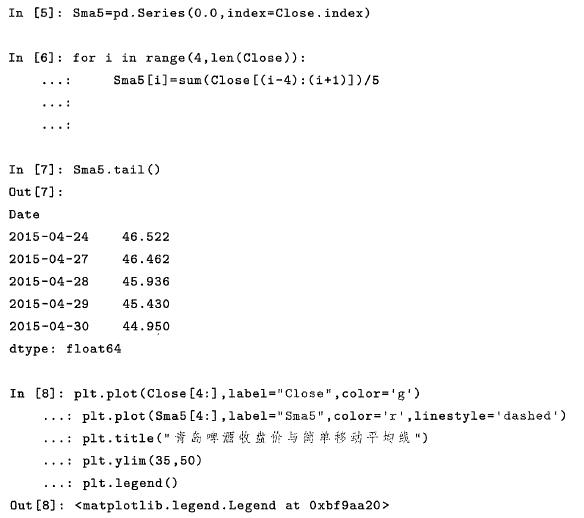 In [5]: Sma5=pd.Series(0.0,index=Close.index)
In [6]: for i in range(4,len(Close)):
...: Sma5[i]=sum(Close[(i-4):(i+1)])/5
...:
...:
In [7]: Sma5.tail()
Out[7]:
Date
2015-04-24 46.522
2015-04-27 46.462
2015-04-28 45.936
2015-04-29 45.430
2015-04-30 44.950
dtype: float64
In [8]: plt.plot(Close[4:],label="Close",color='g')
...: plt.plot(Sma5[4:],label="Sma5",color='r',linestyle='dashed')
...: plt.title("青岛啤酒收盘价与简单移动平均线")
...: plt.ylim(35,50)
...: plt.legend()
Out[8]: <matplotlib.legend.Legend at 0xbf9aa20>